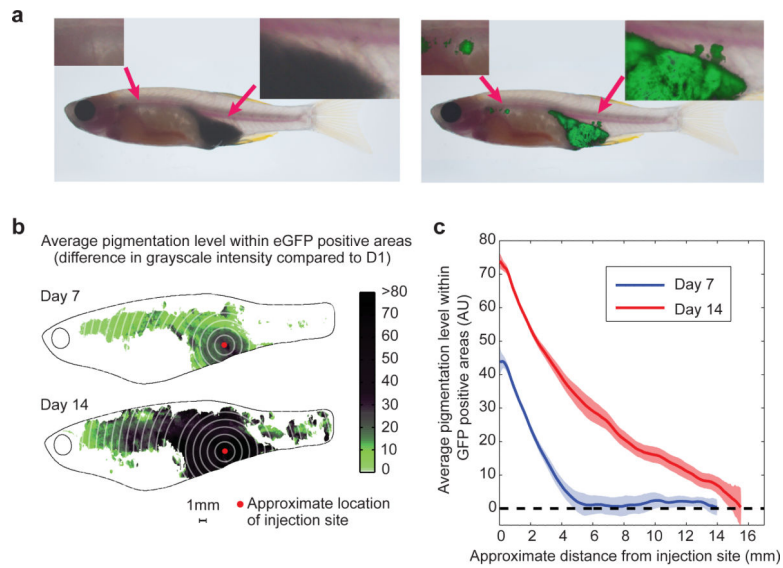 a
b
Average pigmentation level within eGFP positive areas
(difference in grayscale intensity compared to D1)
Day 7
>80
70
60
50
40
30
20
10
0
Day 14
1mm
Approximate location
of injection site
c
Average pigmentation level within
GFP positive areas (AU)
80
70
60
50
40
30
20
10
0
Day 7
Day 14
0 2 4 6 8 10 12 14 16
Approximate distance from injection site (mm)